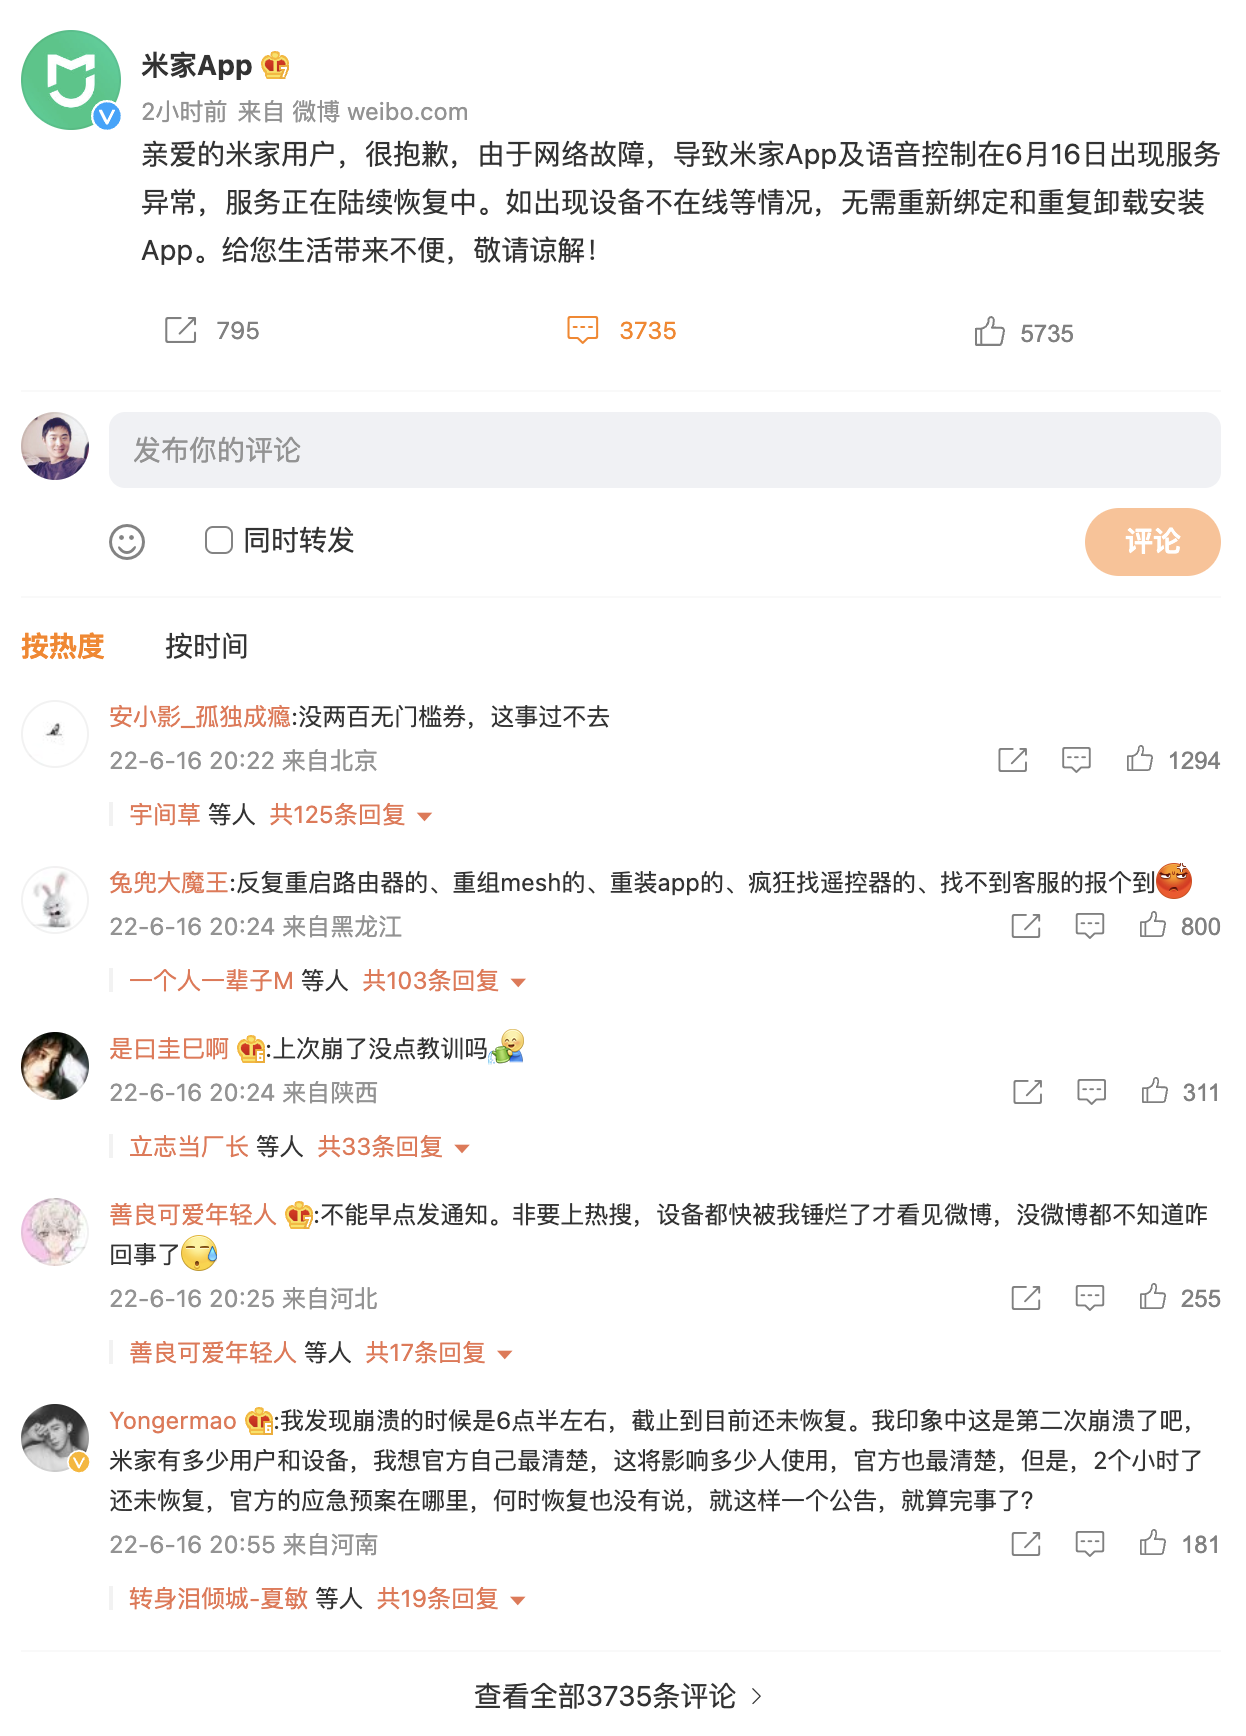 米家App
2小时前 来自 微博 weibo.com
亲爱的米家用户，很抱歉，由于网络故障，导致米家App及语音控制在6月16日出现服务
异常，服务正在陆续恢复中。如出现设备不在线等情况，无需重新绑定和重复卸载安装
App。给您生活带来不便，敬请谅解！
795 3735 5735
发布你的评论
同时转发 评论
按热度 按时间
安小影_孤独成瘾:没两百无门槛券，这事过不去
22-6-16 20:22 来自北京 1294
宇间草 等人 共125条回复
兔兜大魔王:反复重启路由器的、重组mesh的、重装app的、疯狂找遥控器的、找不到客服的报个到
22-6-16 20:24 来自黑龙江 800
一个人一辈子M 等人 共103条回复
是曰圭巳啊 :上次崩了没点教训吗
22-6-16 20:24 来自陕西 311
立志当厂长 等人 共33条回复
善良可爱年轻人 :不能早点发通知。非要上热搜，设备都快被我锤烂了才看见微博，没微博都不知道咋
回事了
22-6-16 20:25 来自河北 255
善良可爱年轻人 等人 共17条回复
Yongermao :我发现崩溃的时候是6点半左右，截止到目前还未恢复。我印象中这是第二次崩溃了吧，
米家有多少用户和设备，我想官方自己最清楚，这将影响多少人使用，官方也最清楚，但是，2个小时了
还未恢复，官方的应急预案在哪里，何时恢复也没有说，就这样一个公告，就算完事了?
22-6-16 20:55 来自河南 181
转身泪倾城-夏敏 等人 共19条回复
查看全部3735条评论